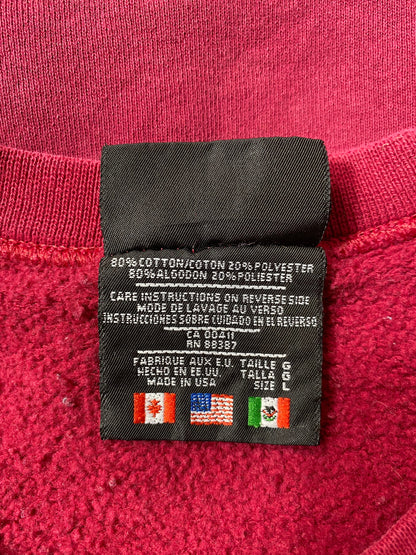 80% COTTON/COTON 20% POLYESTER
80% ALGODON 20% POLIESTER
CARE INSTRUCTIONS ON REVERSE SIDE
MODE DE LAVAGE AU VERSO
INSTRUCCIONES SOBRE CUIDADO EN EL REVERSO
CA 00411
RN 88387
FABRIQUE AUX E.U. TAILLE G
HECHO EN EE.UU. TALLA G
MADE IN USA SIZE L